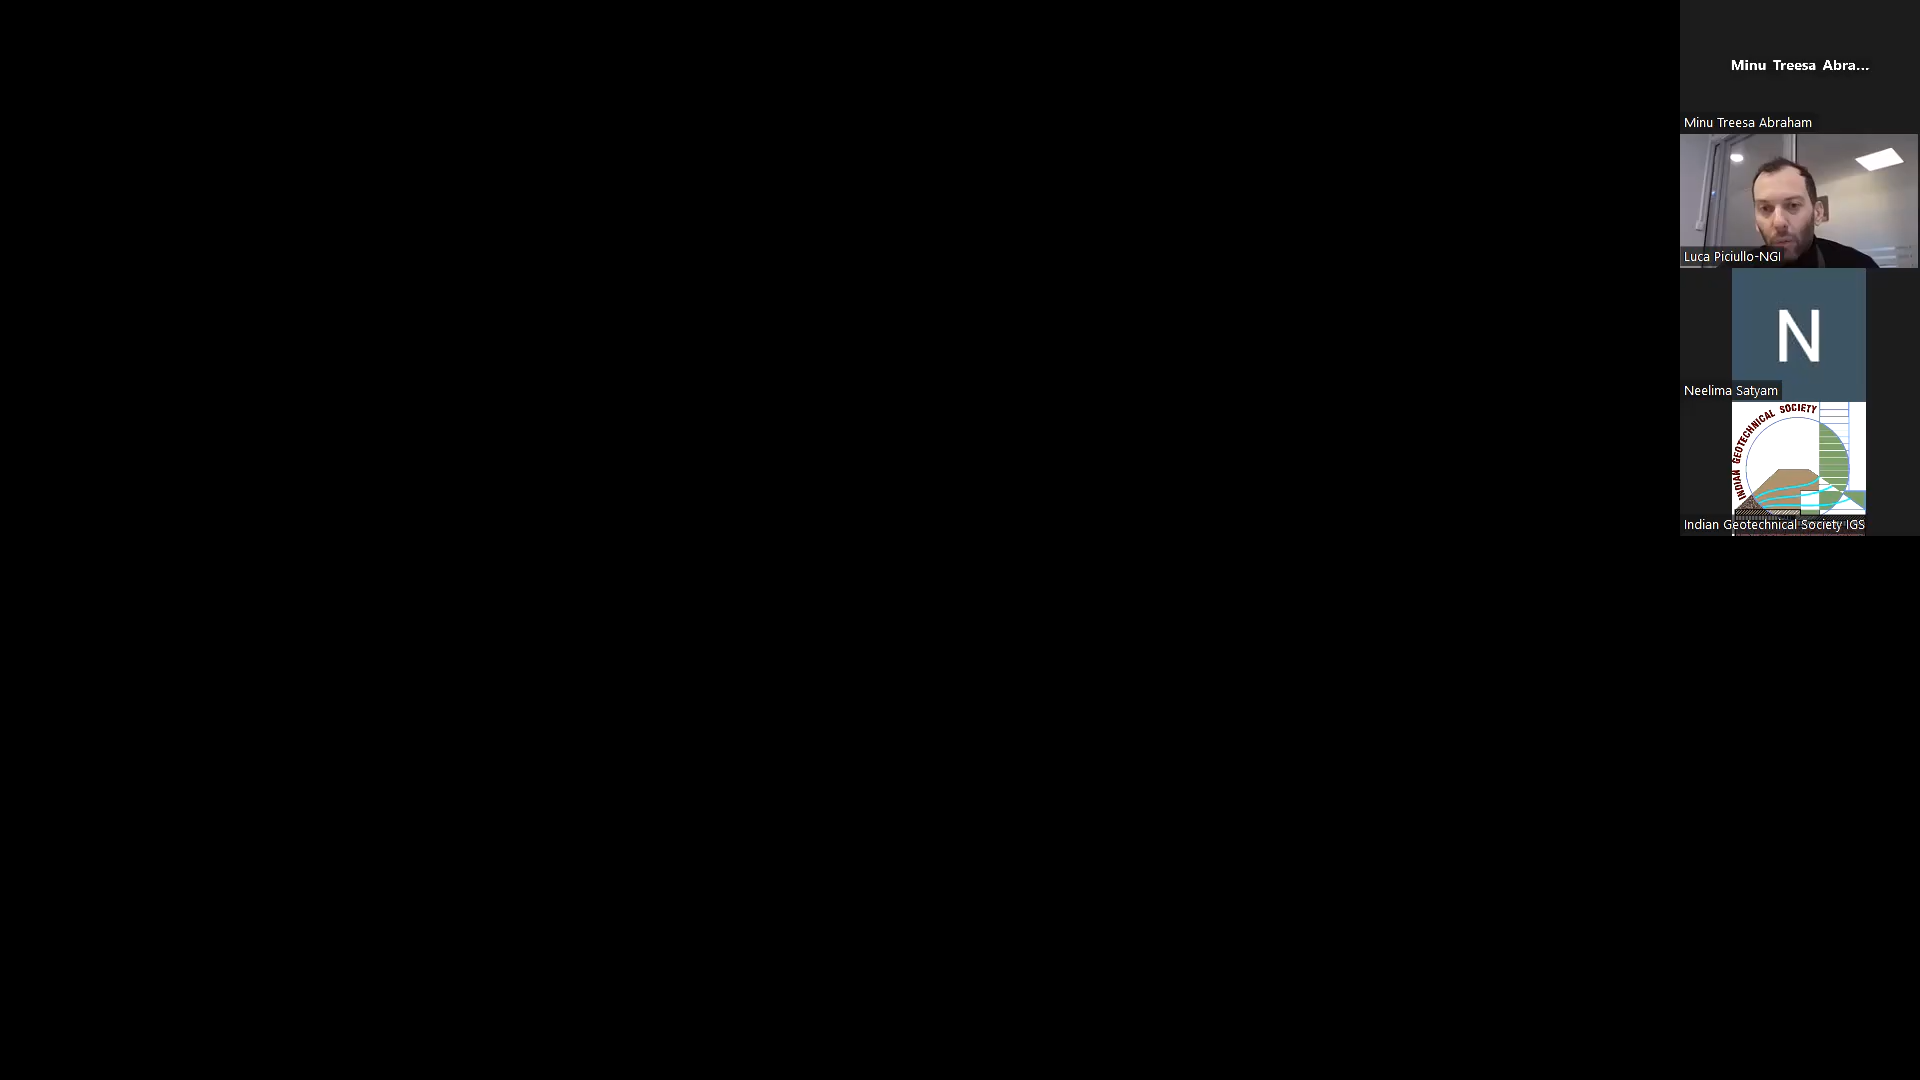 Minu Treesa Abra...
Minu Treesa Abraham
Luca Piciullo-NGI
N
Neelima Satyam
INDIAN GEOTECHNICAL SOCIETY
Indian Geotechnical Society IGS